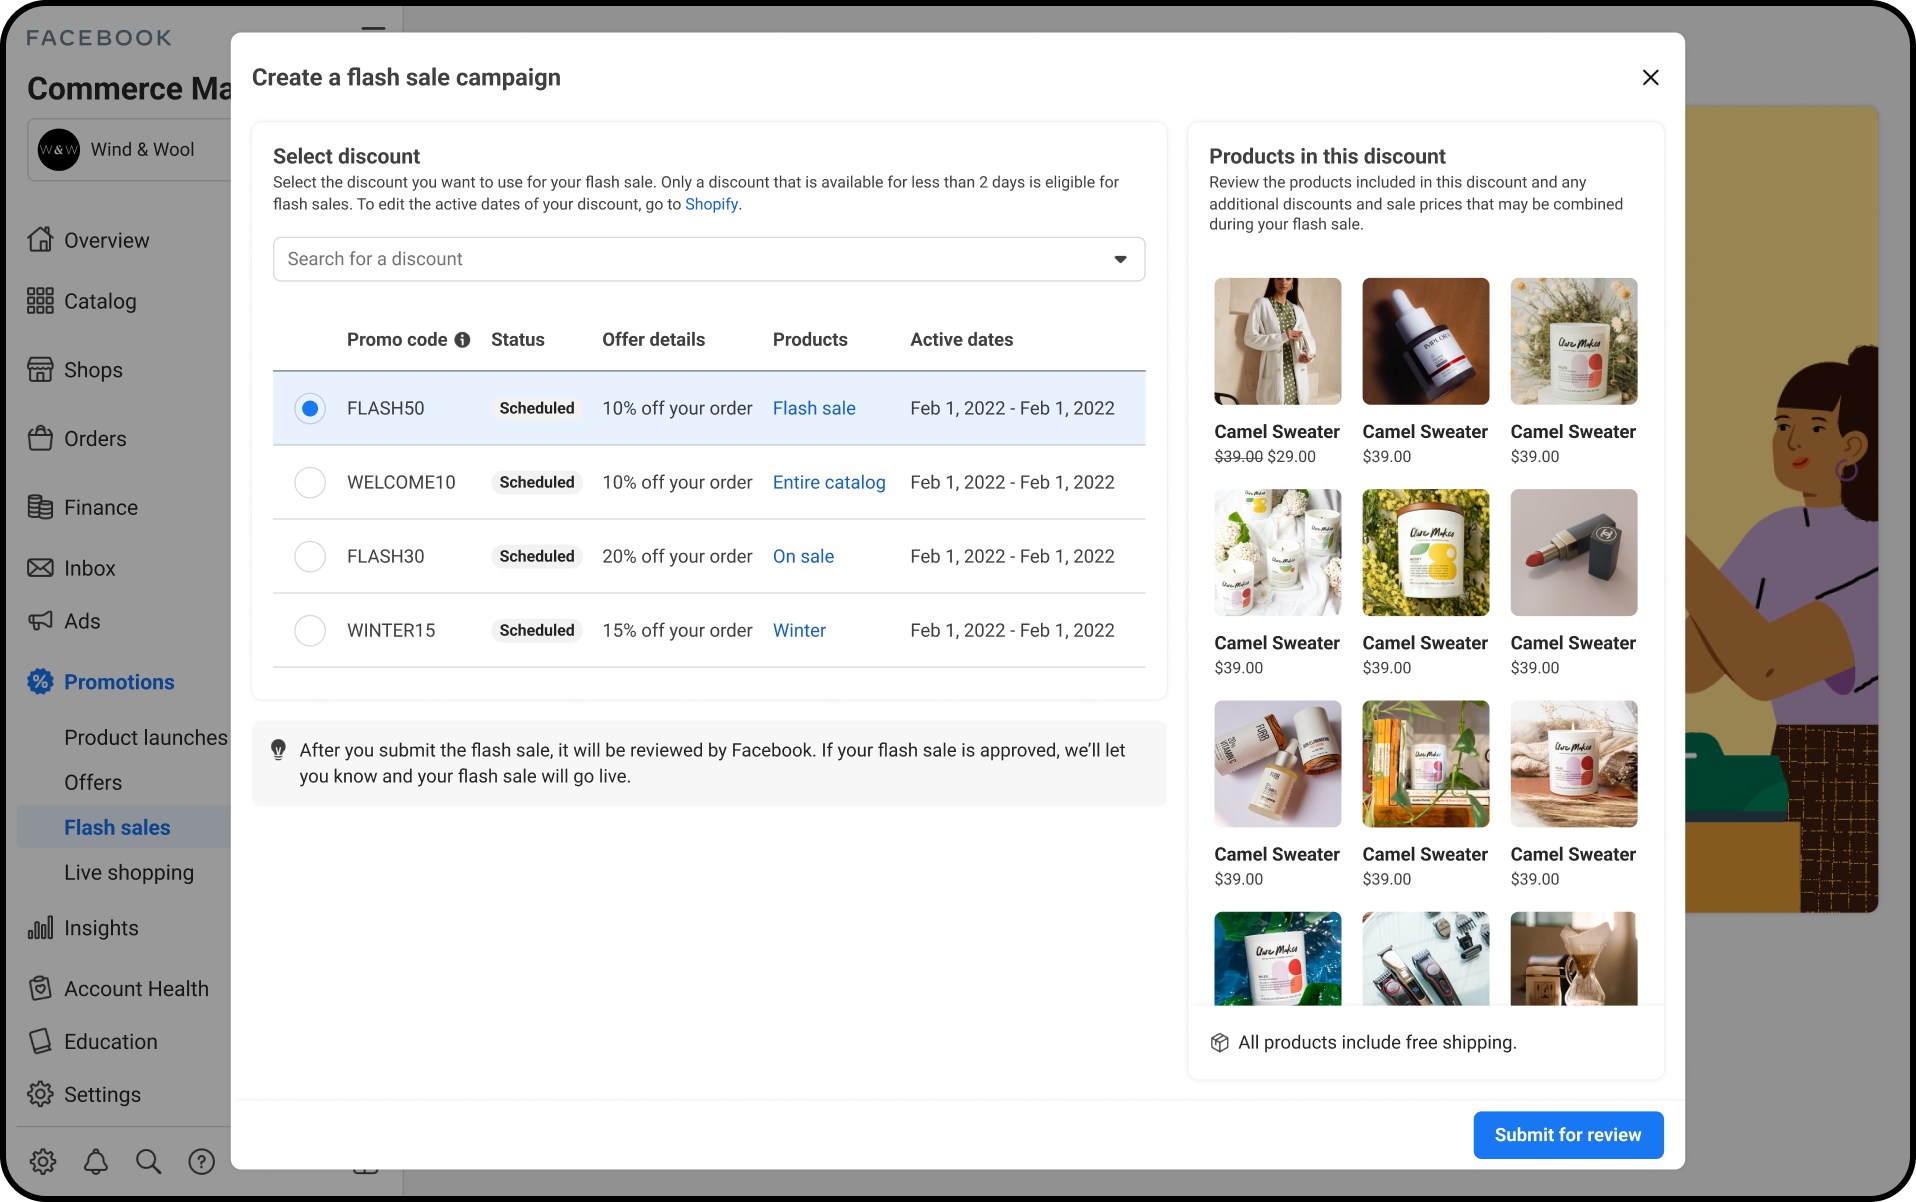 FACEBOOK
Commerce Ma
W&W
Wind & Wool
Overview
Catalog
Shops
Orders
Finance
Inbox
Ads
Promotions
Product launches
Offers
Flash sales
Live shopping
Insights
Account Health
Education
Settings
Create a flash sale campaign
Select discount
Select the discount you want to use for your flash sale. Only a discount that is available for less than 2 days is eligible for
flash sales. To edit the active dates of your discount, go to Shopify.
Search for a discount
Promo code Status Offer details Products Active dates
FLASH50 Scheduled 10% off your order Flash sale Feb 1, 2022 - Feb 1, 2022
WELCOME10 Scheduled 10% off your order Entire catalog Feb 1, 2022 - Feb 1, 2022
FLASH30 Scheduled 20% off your order On sale Feb 1, 2022 - Feb 1, 2022
WINTER15 Scheduled 15% off your order Winter Feb 1, 2022 - Feb 1, 2022
After you submit the flash sale, it will be reviewed by Facebook. If your flash sale is approved, we’ll let
you know and your flash sale will go live.
Products in this discount
Review the products included in this discount and any
additional discounts and sale prices that may be combined
during your flash sale.
Camel Sweater Camel Sweater Camel Sweater
$39.00 $29.00 $39.00 $39.00
Camel Sweater Camel Sweater Camel Sweater
$39.00 $39.00 $39.00
Camel Sweater Camel Sweater Camel Sweater
$39.00 $39.00 $39.00
All products include free shipping.
Submit for review